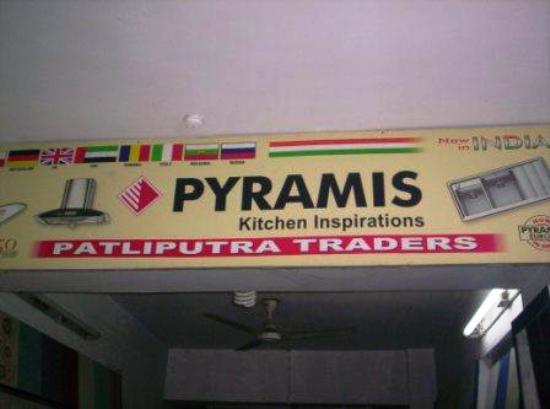 Now
in INDIA
PYRAMIS
Kitchen Inspirations
PATLIPUTRA TRADERS